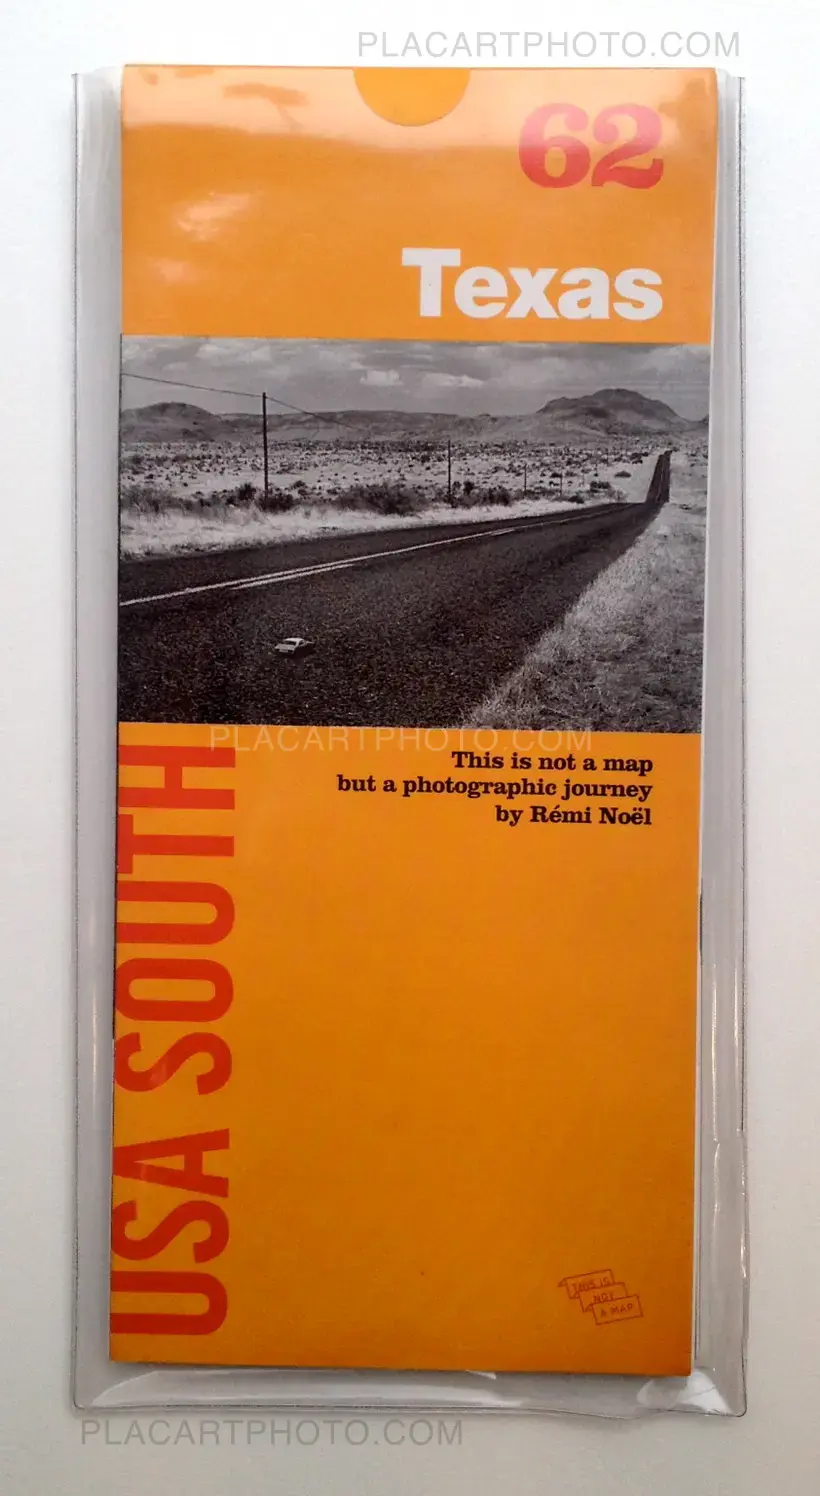 PLACARTPHOTO.COM
62
Texas
PLACARTPHOTO.COM
This is not a map
but a photographic journey
by Rémi Noël
USA SOUTH
THIS IS
NOT
A MAP
PLACARTPHOTO.COM